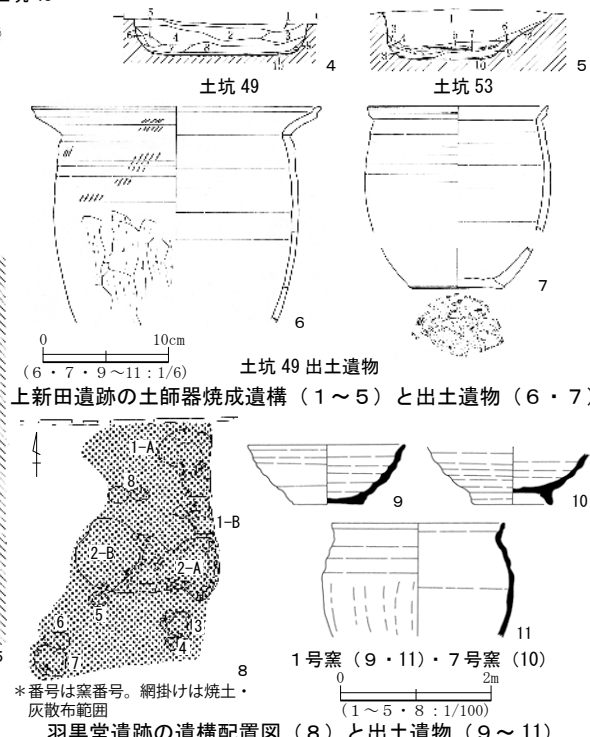 4
土坑 49
5
土坑 53
6
7
0 10cm
(6・7・9～11：1/6)
土坑 49 出土遺物
上新田遺跡の土師器焼成遺構（1～5）と出土遺物（6・7）
1-A
8
1-B
2-B
2-A
5
3
6
4
7
8
＊番号は窯番号。網掛けは焼土・
灰散布範囲
9
10
11
1号窯（9・11）・7号窯（10）
0 2m
(1～5・8：1/100)
羽黒堂遺跡の遺構配置図（8）と出土遺物（9～11）